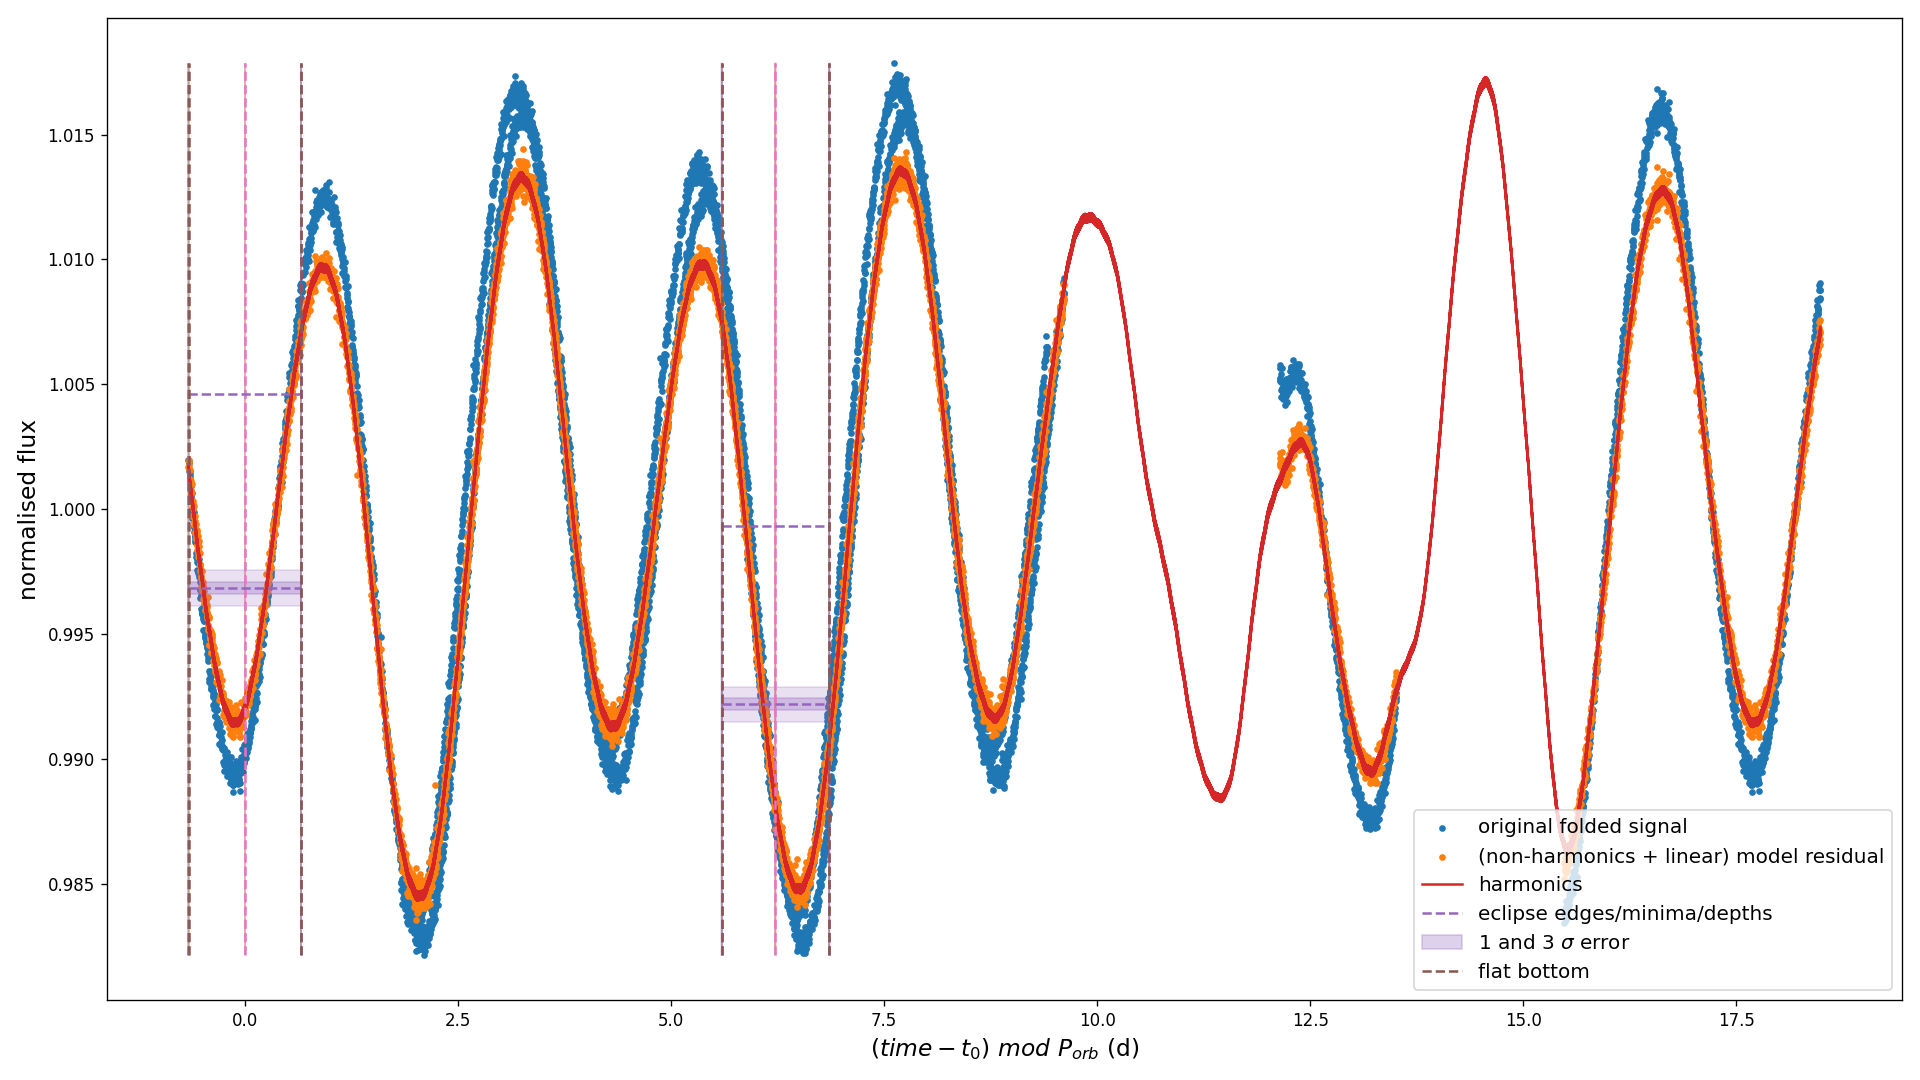 normalised flux
1.015
1.010
1.005
1.000
0.995
0.990
0.985
original folded signal
(non-harmonics + linear) model residual
harmonics
eclipse edges/minima/depths
1 and 3 σ error
flat bottom
0.0 2.5 5.0 7.5 10.0 12.5 15.0 17.5
(time − t₀) mod P_orb (d)